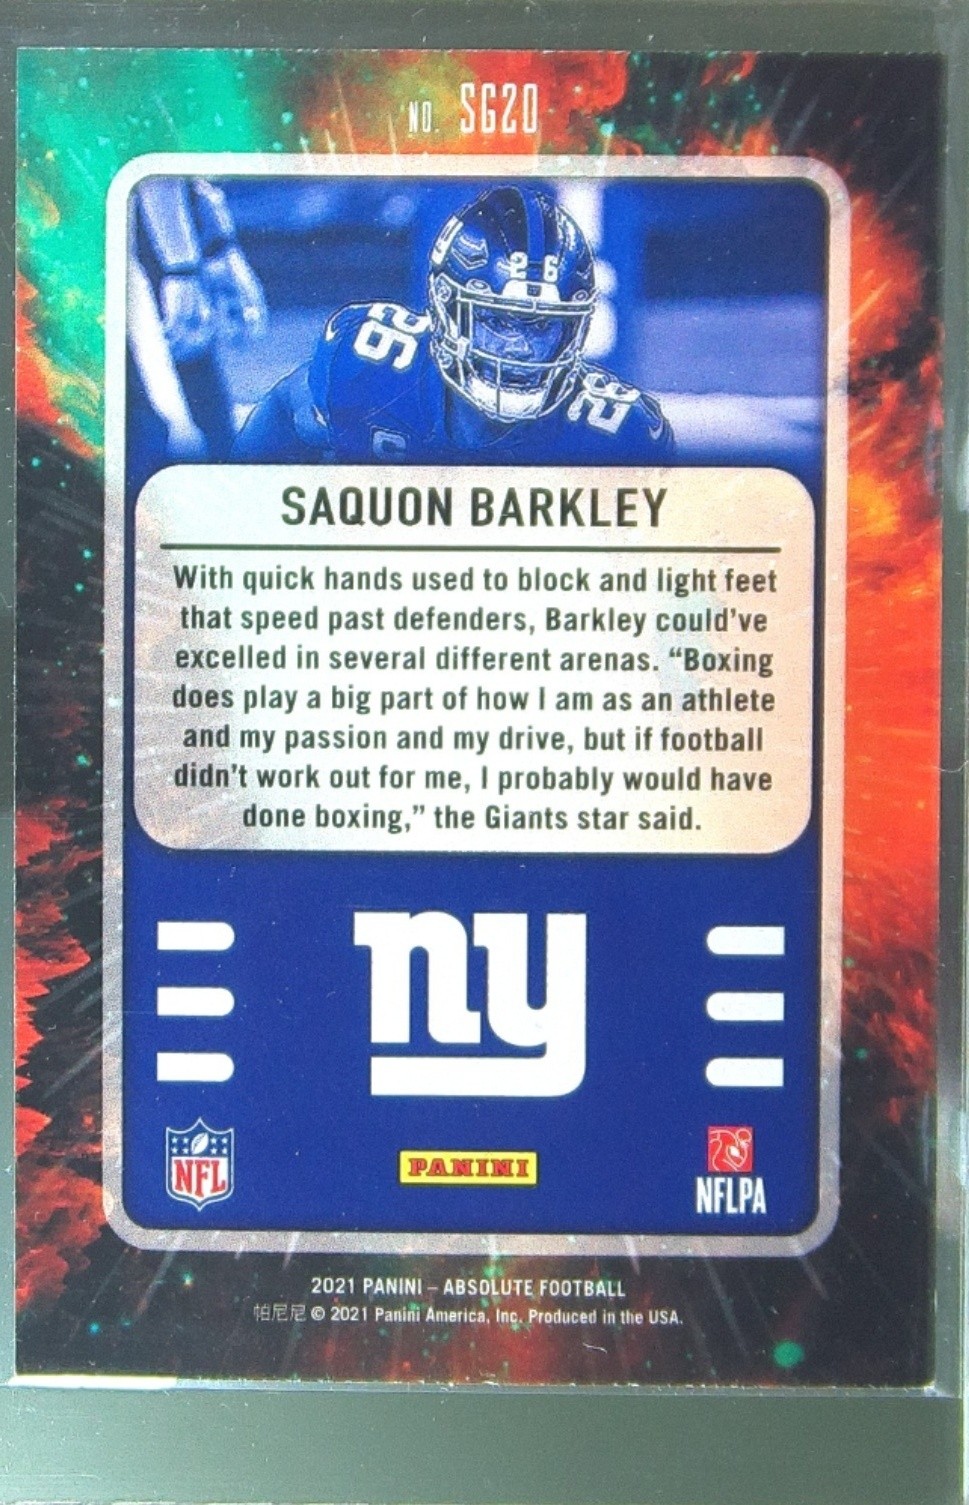 NO. SG20
26
26
26
C
SAQUON BARKLEY
With quick hands used to block and light feet
that speed past defenders, Barkley could've
excelled in several different arenas. “Boxing
does play a big part of how I am as an athlete
and my passion and my drive, but if football
didn't work out for me, I probably would have
done boxing,” the Giants star said.
ny
NFL
PANINI
NFLPA
2021 PANINI – ABSOLUTE FOOTBALL
帕尼尼 © 2021 Panini America, Inc. Produced in the USA.